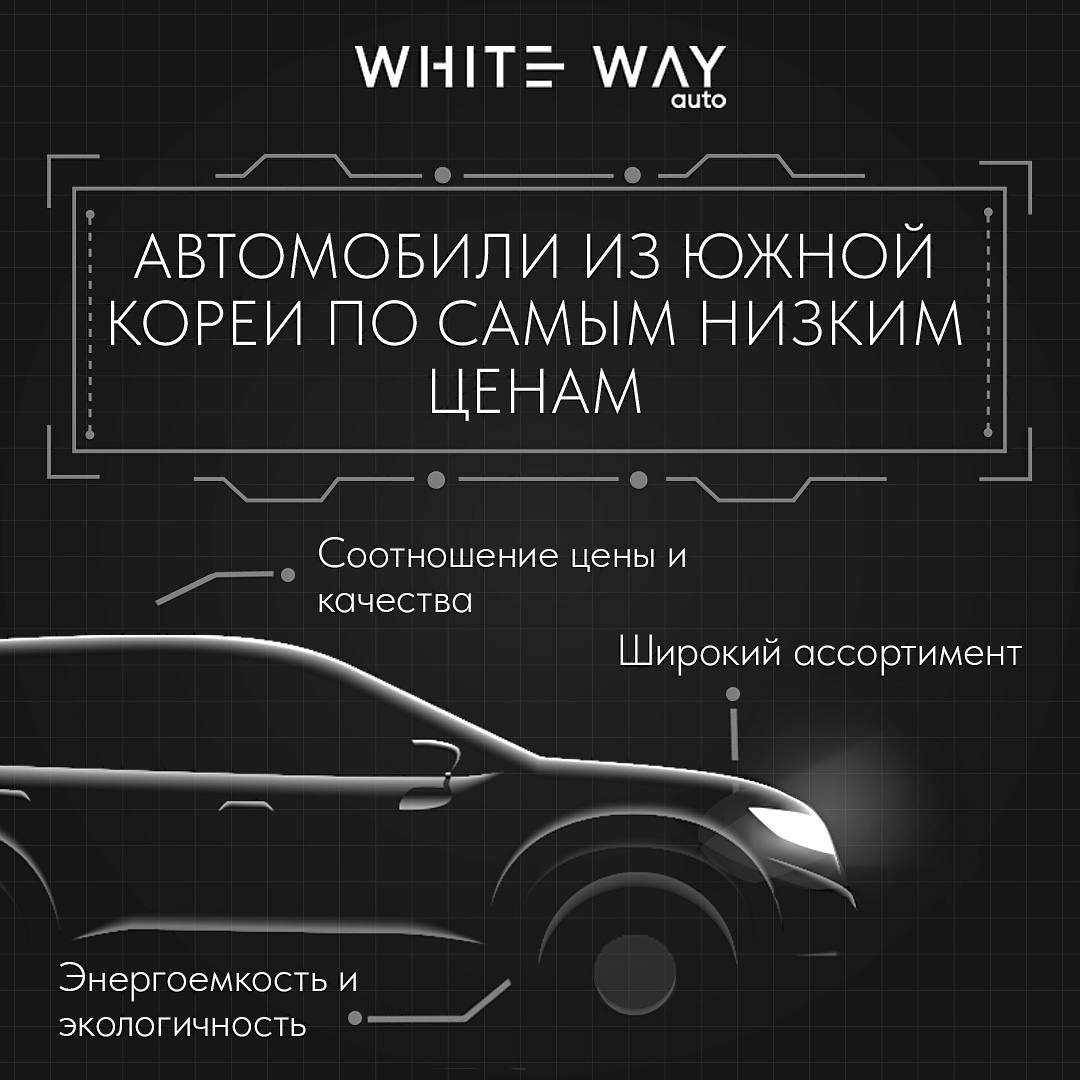 WHITE WAY
auto
АВТОМОБИЛИ ИЗ ЮЖНОЙ
КОРЕИ ПО САМЫМ НИЗКИМ
ЦЕНАМ
Соотношение цены и
качества
Широкий ассортимент
Энергоемкость и
экологичность